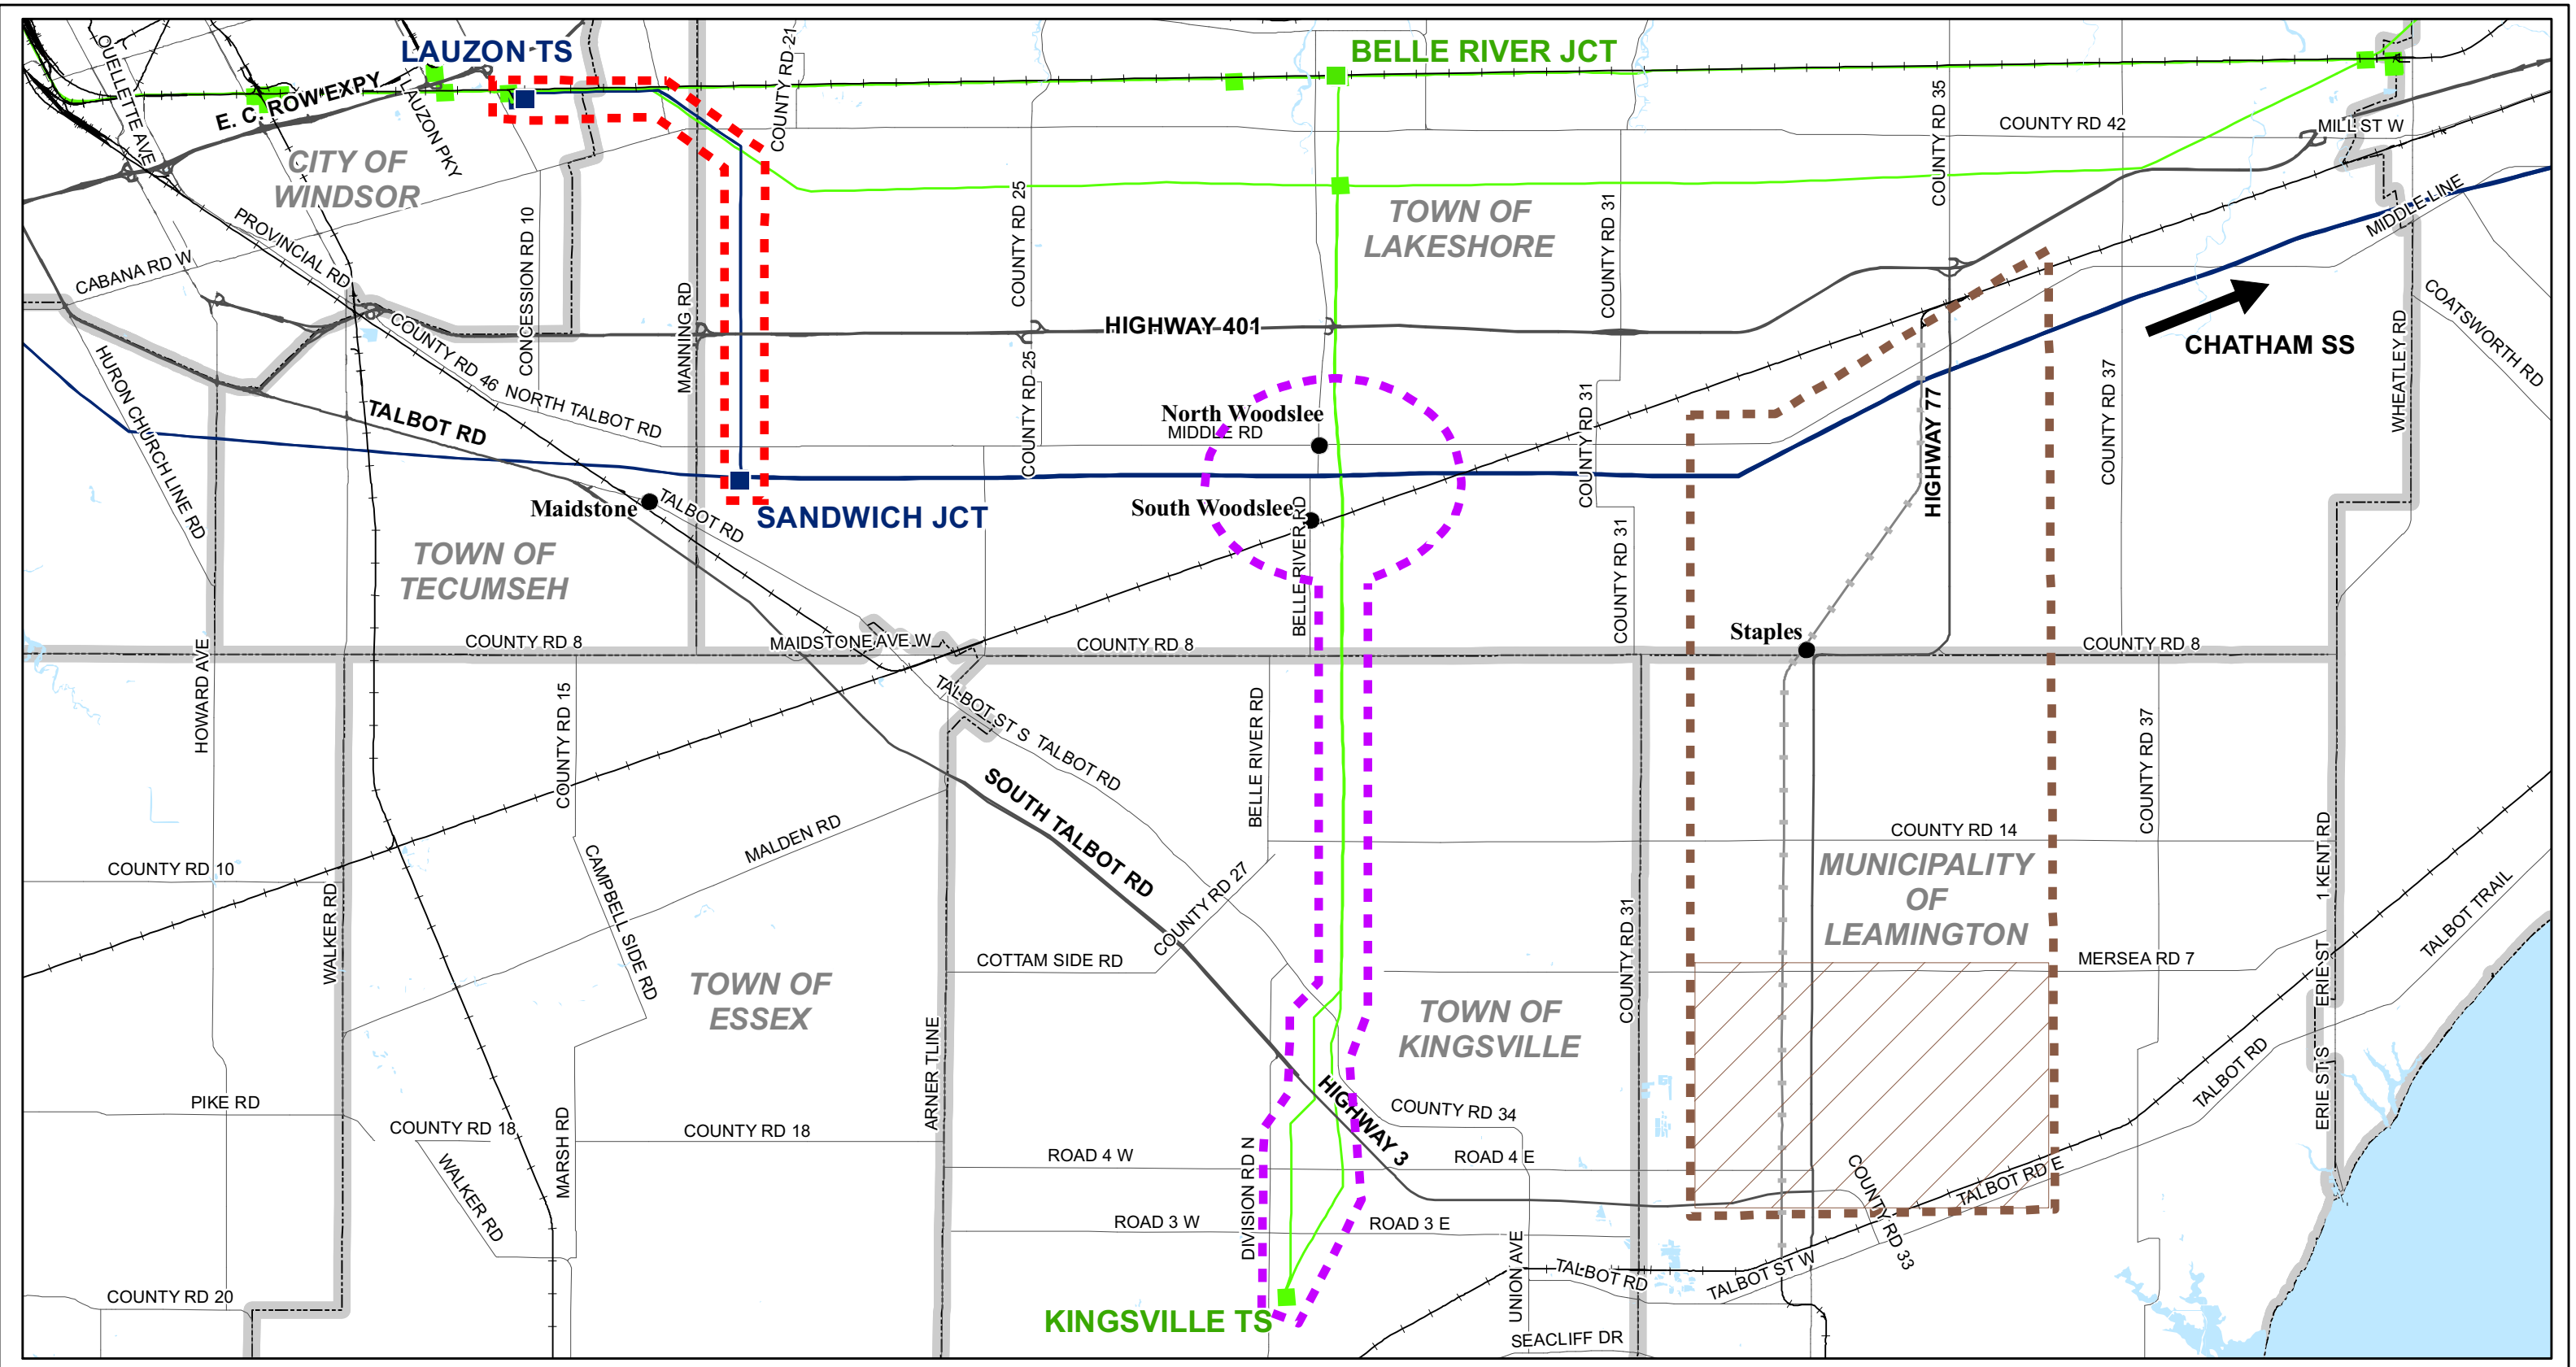 LAUZON TS
BELLE RIVER JCT
OUELLETTE AVE
E. C. ROW EXPY
LAUZON PKY
COUNTY RD 21
COUNTY RD 35
COUNTY RD 42
MILL ST W
CITY OF
WINDSOR
PROVINCIAL RD
CABANA RD W
CONCESSION RD 10
MANNING RD
COUNTY RD 25
TOWN OF
LAKESHORE
COUNTY RD 31
MIDDLE LINE
HIGHWAY 401
CHATHAM SS
COATSWORTH RD
WHEATLEY RD
HURON CHURCH LINE RD
COUNTY RD 46
NORTH TALBOT RD
TALBOT RD
COUNTY RD 25
North Woodslee
MIDDLE RD
COUNTY RD 31
HIGHWAY 77
COUNTY RD 37
Maidstone
TALBOT RD
SANDWICH JCT
South Woodslee
BELLE RIVER RD
COUNTY RD 31
TOWN OF
TECUMSEH
Staples
HOWARD AVE
COUNTY RD 8
MAIDSTONE AVE W
COUNTY RD 8
COUNTY RD 8
COUNTY RD 15
TALBOT ST S
TALBOT RD
BELLE RIVER RD
COUNTY RD 37
SOUTH TALBOT RD
MALDEN RD
COUNTY RD 14
COUNTY RD 10
WALKER RD
CAMPBELL SIDE RD
COUNTY RD 27
MUNICIPALITY
OF
LEAMINGTON
1 KENT RD
TALBOT TRAIL
COTTAM SIDE RD
COUNTY RD 31
MERSEA RD 7
ERIE ST
TOWN OF
ESSEX
TOWN OF
KINGSVILLE
ARNER TLINE
HIGHWAY 3
PIKE RD
COUNTY RD 18
COUNTY RD 18
MARSH RD
WALKER RD
COUNTY RD 34
ROAD 4 W
ROAD 4 E
DIVISION RD N
ERIE ST S
TALBOT RD
COUNTY RD 33
TALBOT RD E
ROAD 3 W
ROAD 3 E
UNION AVE
TALBOT RD
TALBOT ST W
COUNTY RD 20
KINGSVILLE TS
SEACLIFF DR